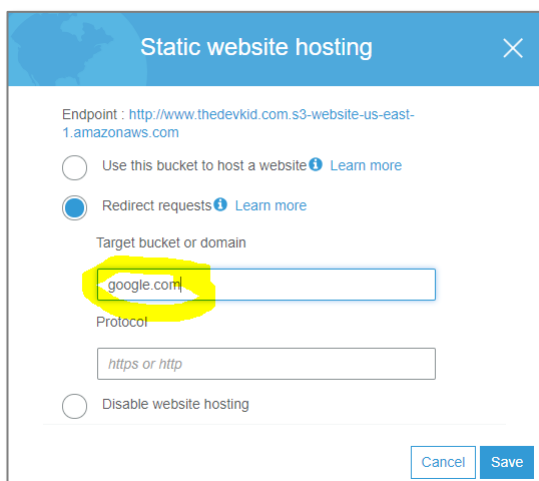 Static website hosting
Endpoint : http://www.thedevkid.com.s3-website-us-east-
1.amazonaws.com
Use this bucket to host a website Learn more
Redirect requests Learn more
Target bucket or domain
google.com
Protocol
https or http
Disable website hosting
Cancel Save